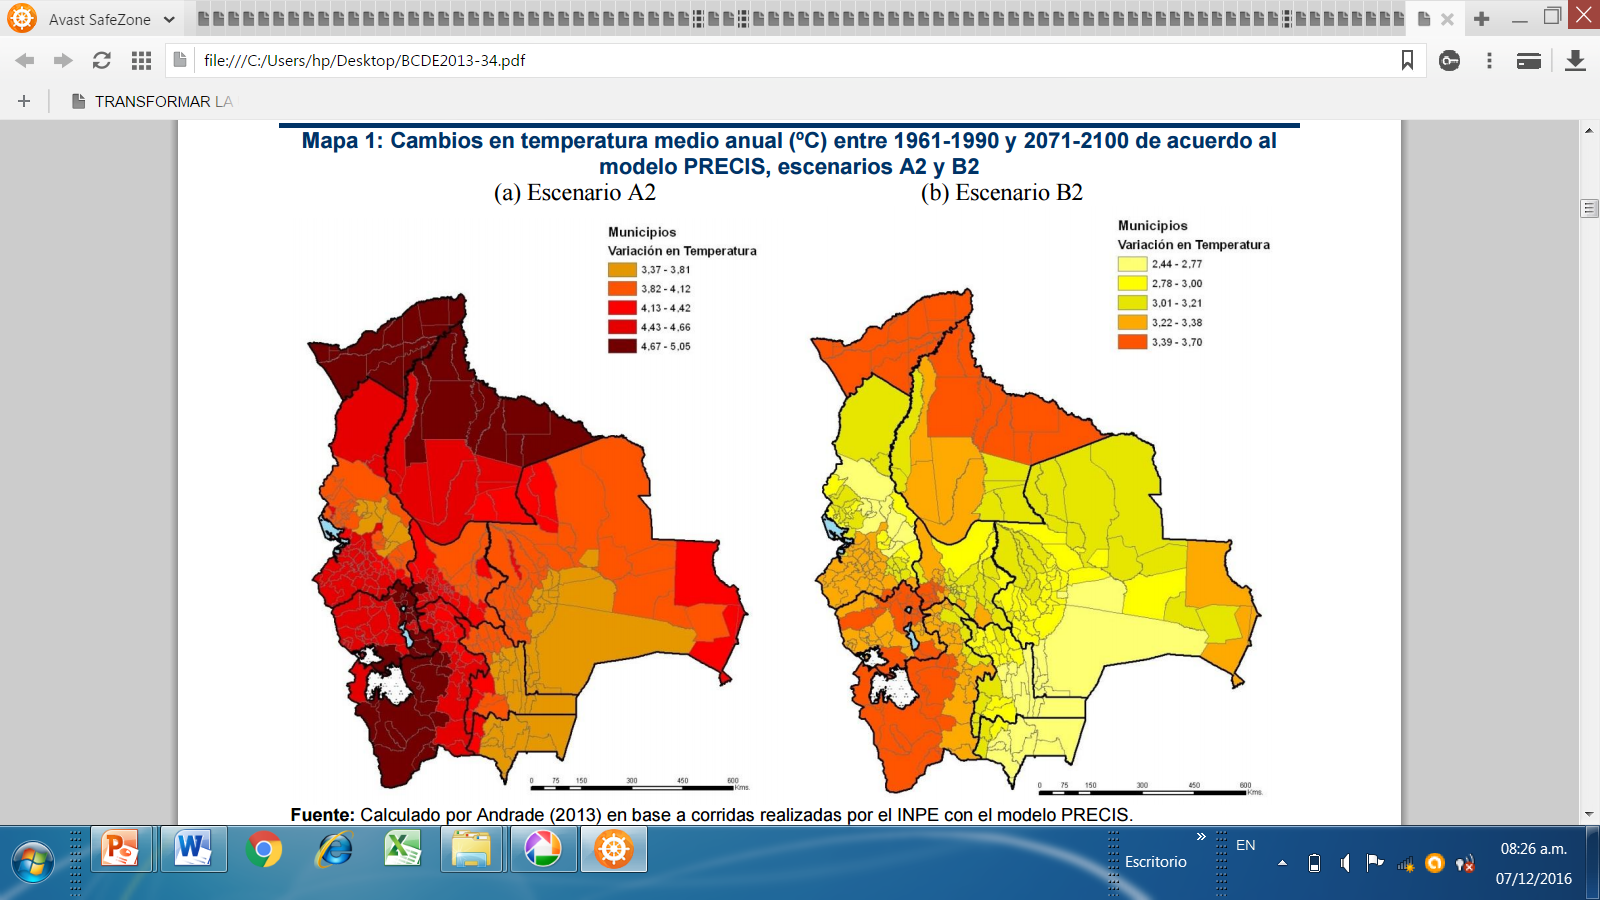 Avast SafeZone
file:///C:/Users/hp/Desktop/BCDE2013-34.pdf
TRANSFORMAR LA
Mapa 1: Cambios en temperatura medio anual (ºC) entre 1961-1990 y 2071-2100 de acuerdo al
modelo PRECIS, escenarios A2 y B2
(a) Escenario A2
(b) Escenario B2
Municipios
Variación en Temperatura
3,37 - 3,81
3,82 - 4,12
4,13 - 4,42
4,43 - 4,66
4,67 - 5,05
0 75 150 300 450 600
Kms.
Municipios
Variación en Temperatura
2,44 - 2,77
2,78 - 3,00
3,01 - 3,21
3,22 - 3,38
3,39 - 3,70
0 75 150 300 450 600
Kms.
Fuente: Calculado por Andrade (2013) en base a corridas realizadas por el INPE con el modelo PRECIS.
Escritorio
EN
08:26 a.m.
07/12/2016